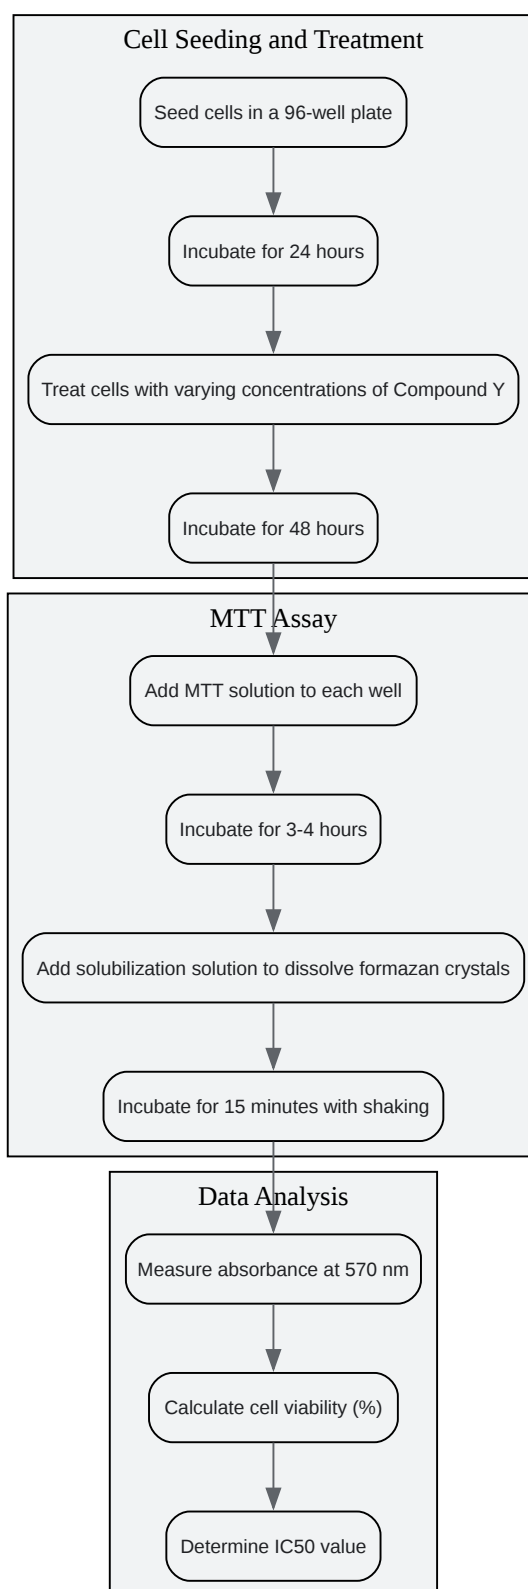 Cell Seeding and Treatment
Seed cells in a 96-well plate
Incubate for 24 hours
Treat cells with varying concentrations of Compound Y
Incubate for 48 hours
MTT Assay
Add MTT solution to each well
Incubate for 3-4 hours
Add solubilization solution to dissolve formazan crystals
Incubate for 15 minutes with shaking
Data Analysis
Measure absorbance at 570 nm
Calculate cell viability (%)
Determine IC50 value